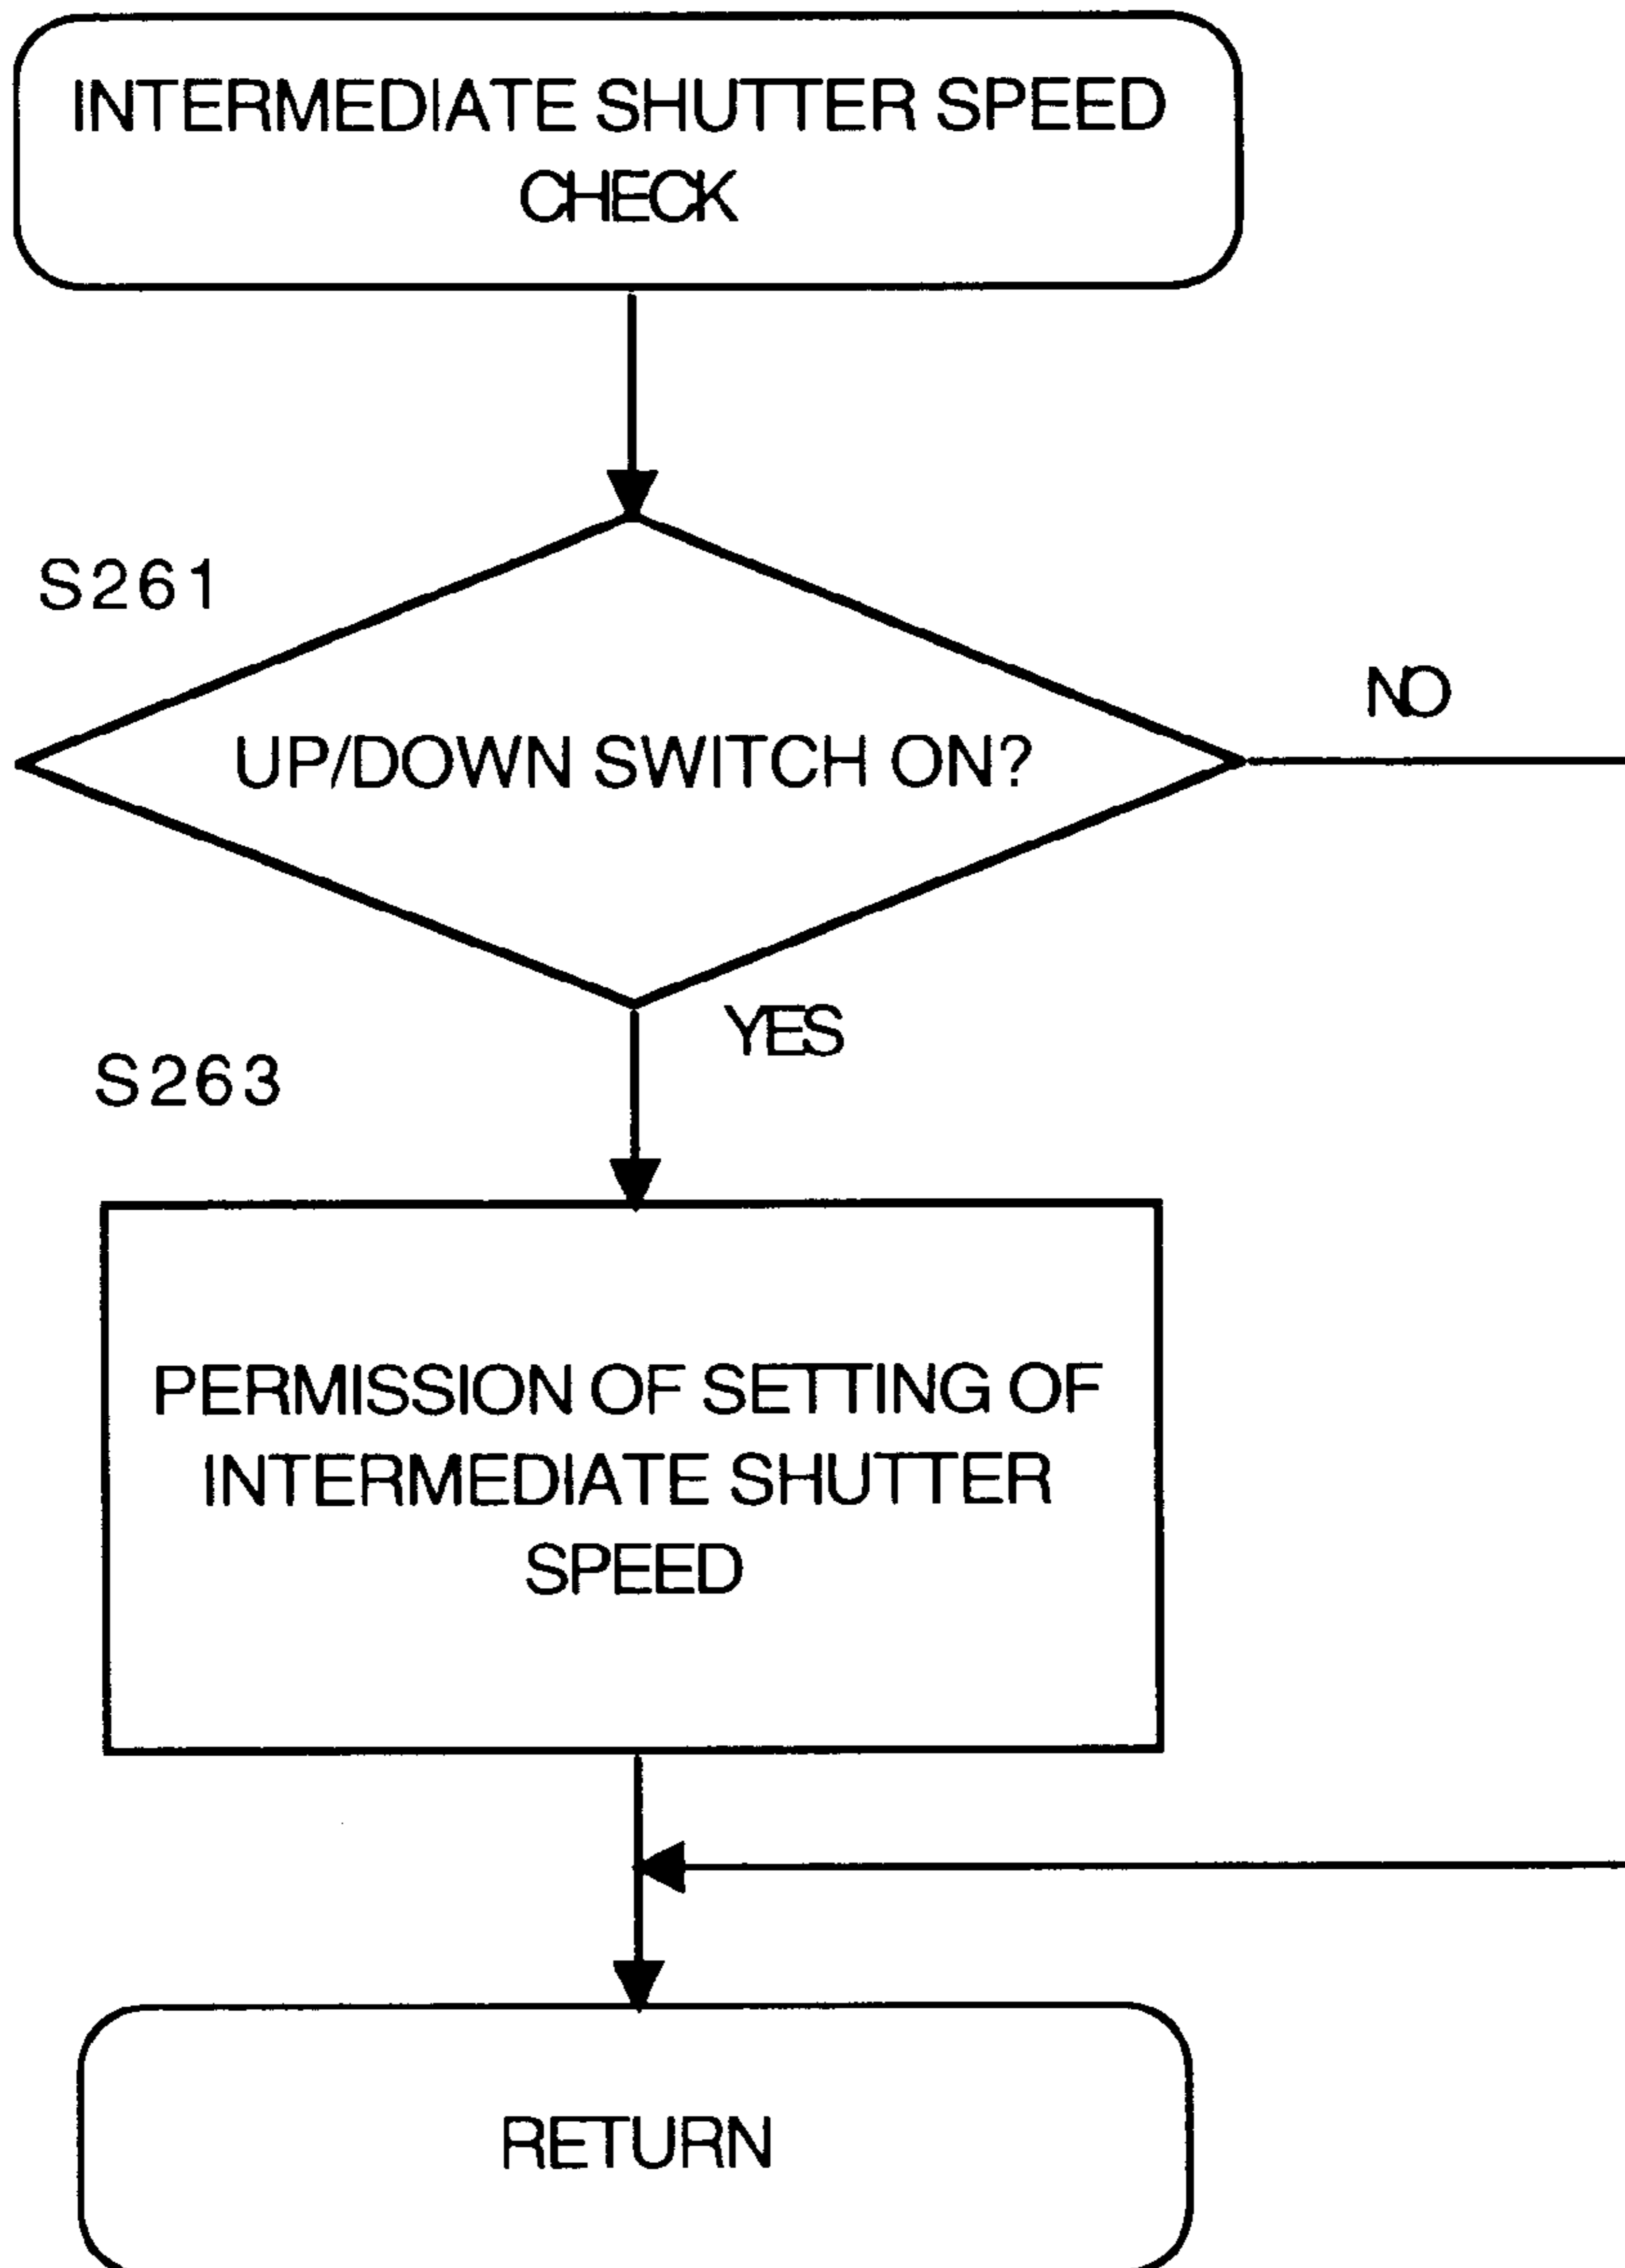 INTERMEDIATE SHUTTER SPEED
CHECK
S261
UP/DOWN SWITCH ON?
NO
YES
S263
PERMISSION OF SETTING OF
INTERMEDIATE SHUTTER
SPEED
RETURN